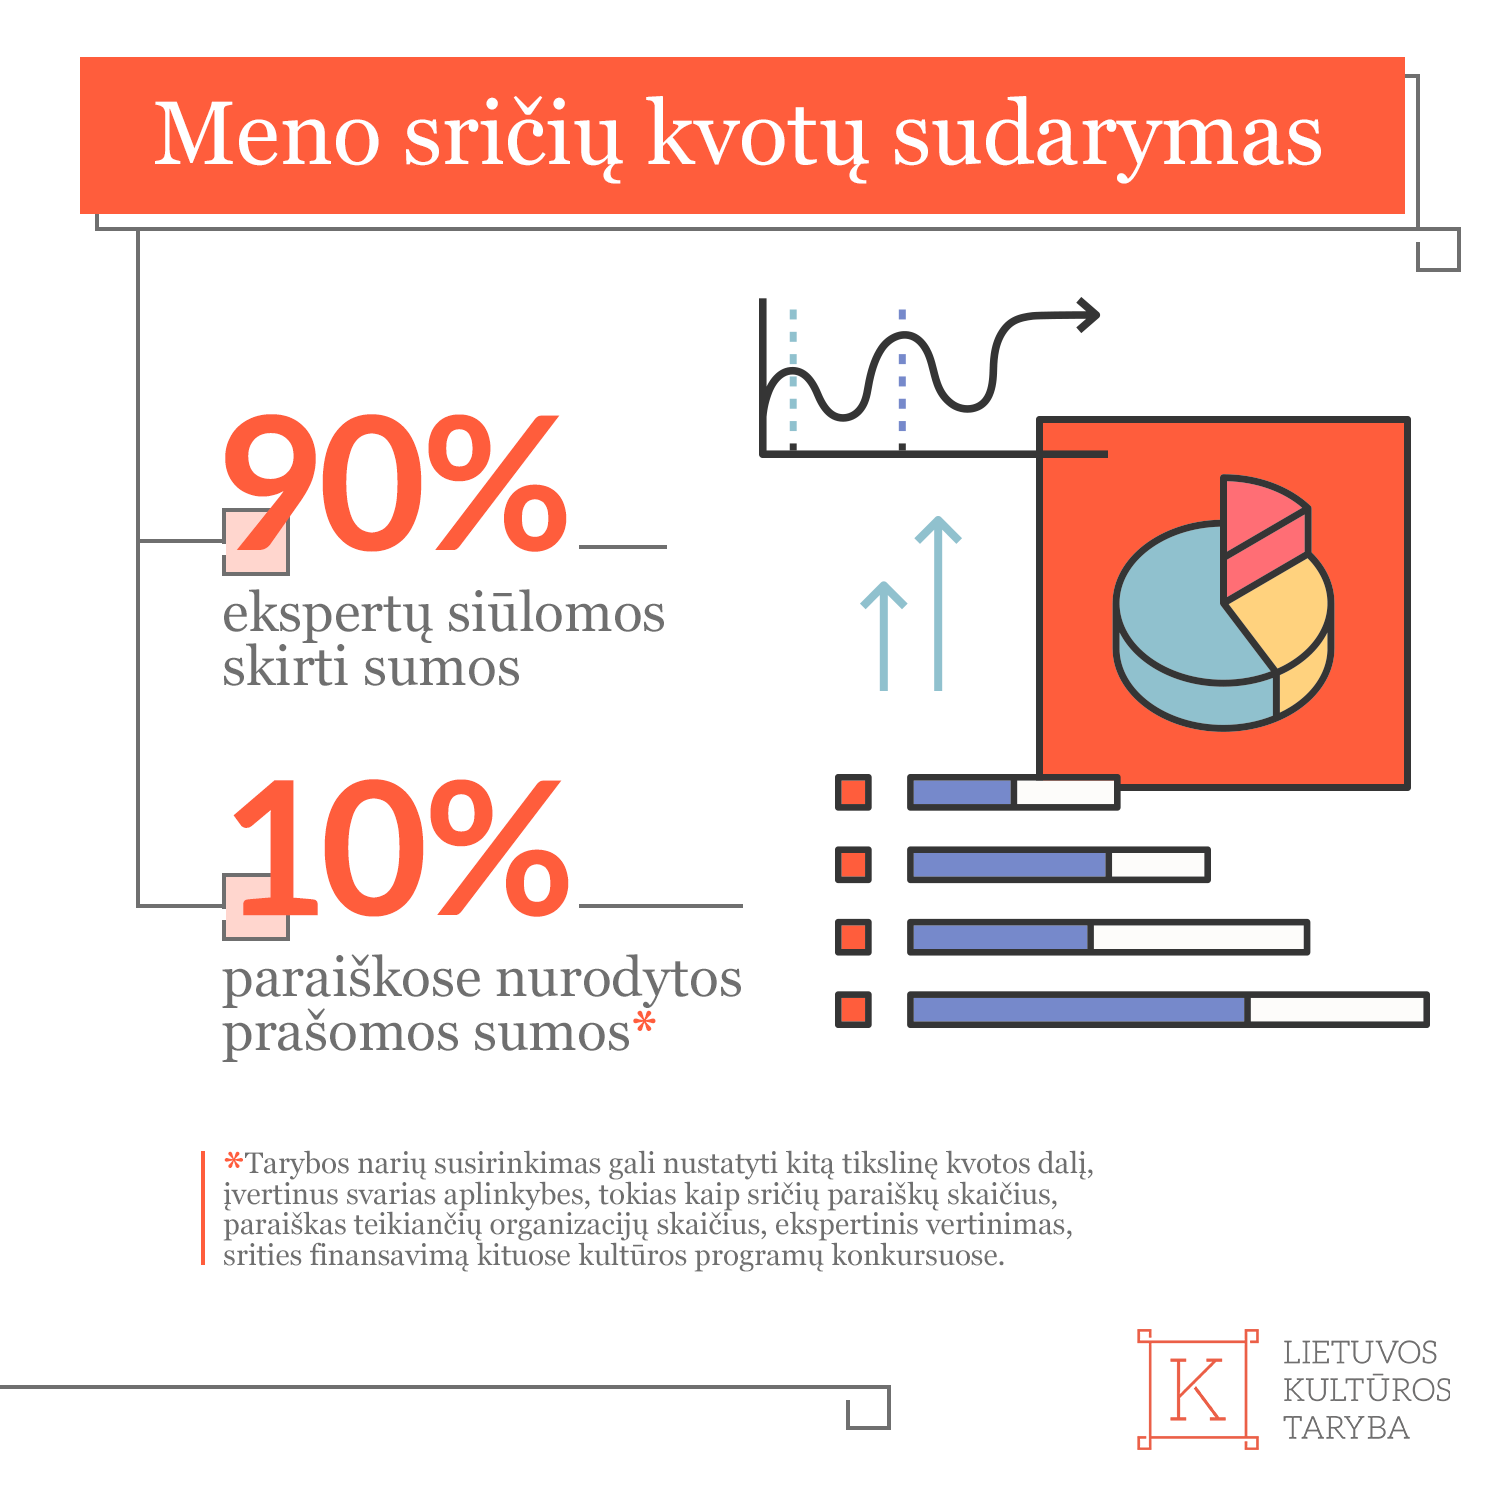 Meno sričių kvotų sudarymas
90%
ekspertų siūlomos
skirti sumos
10%
paraiškose nurodytos
prašomos sumos*
*Tarybos narių susirinkimas gali nustatyti kitą tikslinę kvotos dalį,
įvertinus svarias aplinkybes, tokias kaip sričių paraiškų skaičius,
paraiškas teikiančių organizacijų skaičius, ekspertinis vertinimas,
srities finansavimą kituose kultūros programų konkursuose.
K
LIETUVOS
KULTŪROS
TARYBA